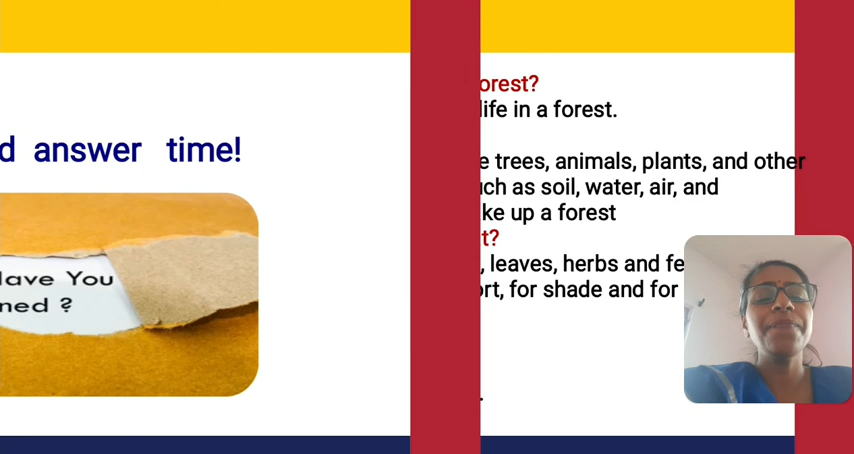 d answer time!
ave You
ned ?
orest?
life in a forest.
e trees, animals, plants, and other
uch as soil, water, air, and
ke up a forest
t?
, leaves, herbs and fe
ort, for shade and for
.